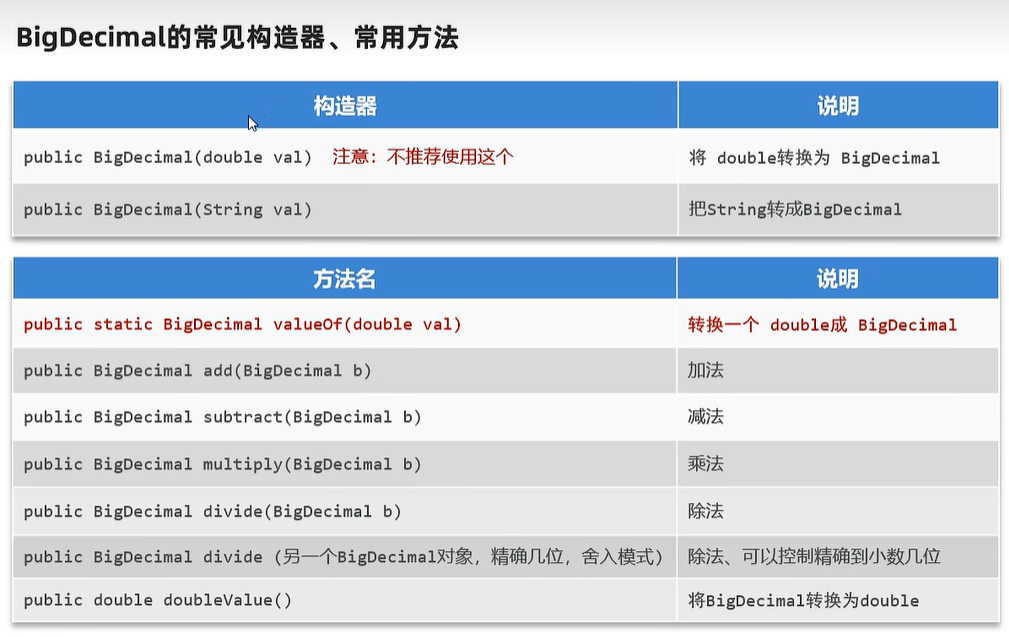 BigDecimal的常见构造器、常用方法
构造器 说明
public BigDecimal(double val) 注意：不推荐使用这个 将 double转换为 BigDecimal
public BigDecimal(String val) 把String转成BigDecimal
方法名 说明
public static BigDecimal valueOf(double val) 转换一个 double成 BigDecimal
public BigDecimal add(BigDecimal b) 加法
public BigDecimal subtract(BigDecimal b) 减法
public BigDecimal multiply(BigDecimal b) 乘法
public BigDecimal divide(BigDecimal b) 除法
public BigDecimal divide (另一个BigDecimal对象，精确几位，舍入模式) 除法、可以控制精确到小数几位
public double doubleValue() 将BigDecimal转换为double